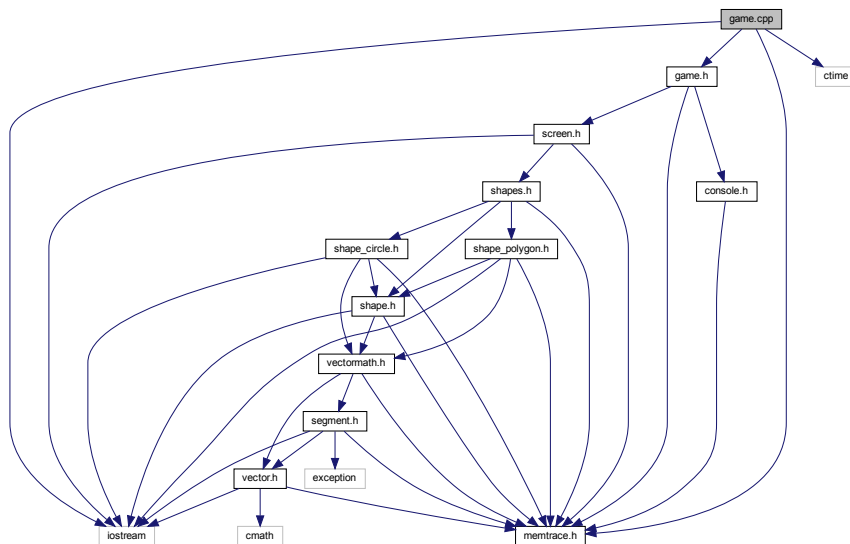 game.cpp
game.h
ctime
screen.h
shapes.h
console.h
shape_circle.h
shape_polygon.h
shape.h
vectormath.h
segment.h
vector.h
exception
iostream
cmath
memtrace.h